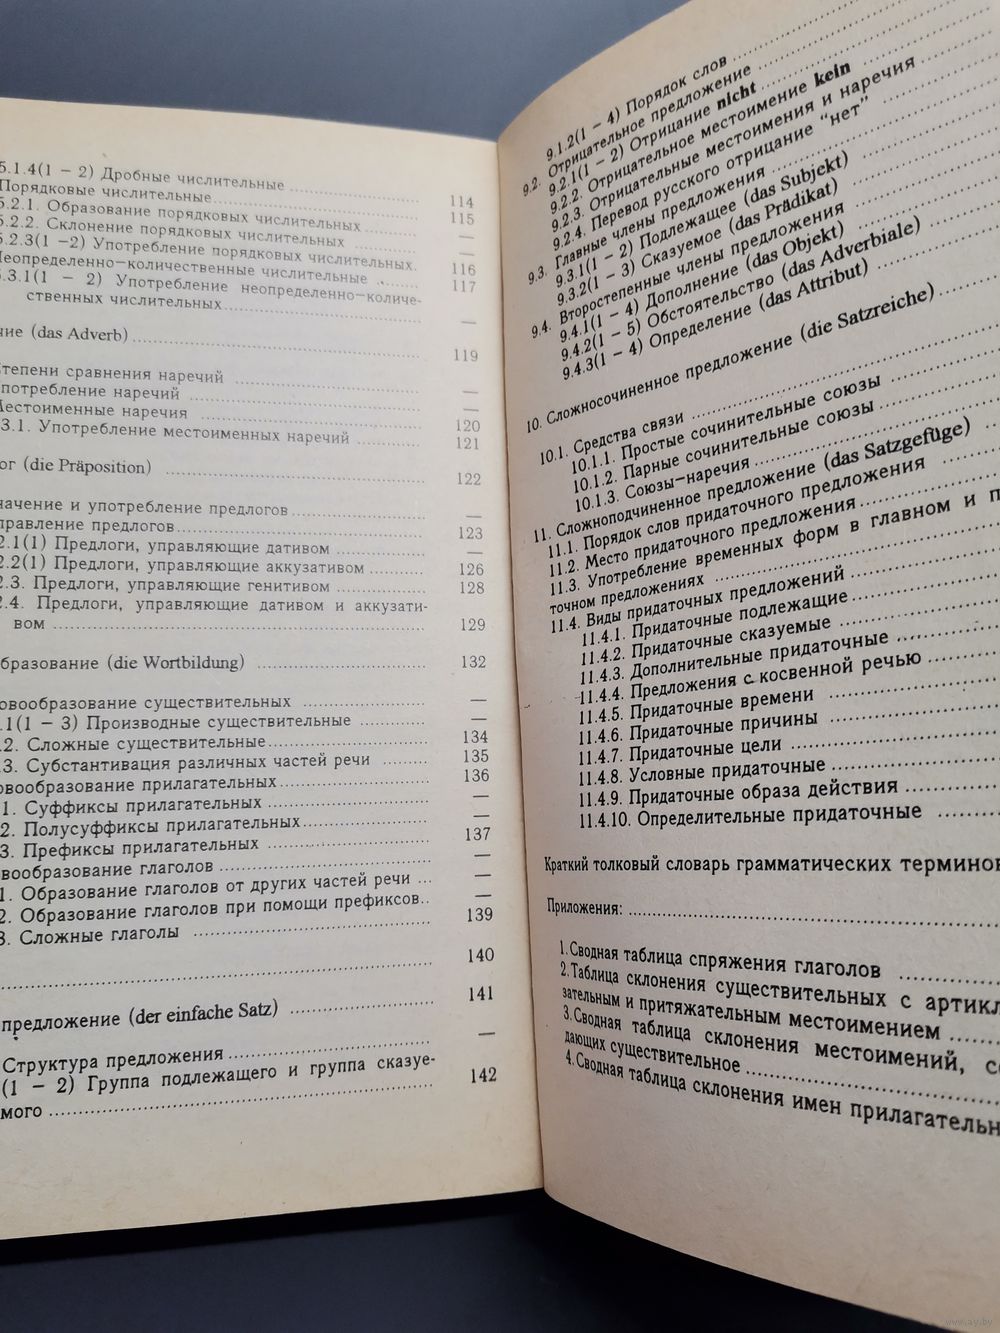 5.1.4(1 − 2) Дробные числительные
Порядковые числительные 114
5.2.1. Образование порядковых числительных 115
5.2.2. Склонение порядковых числительных —
5.2.3(1 −2) Употребление порядковых числительных. —
Неопределенно−количественные числительные 116
5.3.1(1 − 2) Употребление неопределенно−количе- 117
ственных числительных —
ние (das Adverb) 119
Степени сравнения наречий —
потребление наречий —
Местоименные наречия 120
3.1. Употребление местоименных наречий 121
ог (die Präposition) 122
начение и употребление предлогов —
правление предлогов 123
2.1(1) Предлоги, управляющие дативом —
2.2(1) Предлоги, управляющие аккузативом 126
2.3. Предлоги, управляющие генитивом 128
2.4. Предлоги, управляющие дативом и аккузати-
вом 129
образование (die Wortbildung) 132
овообразование существительных —
.1(1 − 3) Производные существительные —
.2. Сложные существительные 134
.3. Субстантивация различных частей речи 135
овообразование прилагательных 136
1. Суффиксы прилагательных —
2. Полусуффиксы прилагательных —
3. Префиксы прилагательных 137
вообразование глаголов —
1. Образование глаголов от других частей речи —
2. Образование глаголов при помощи префиксов —
3. Сложные глаголы 139
140
предложение (der einfache Satz) 141
Структура предложения —
(1 − 2) Группа подлежащего и группа сказуе-
мого 142
9.1.2(1 − 4) Порядок слов
9.2. Отрицательное предложение
9.2.1(1 − 2) Отрицание nicht
9.2.2. Отрицательное местоимение kein
9.2.3. Отрицательные местоимения и наречия
9.2.4. Перевод русского отрицание "нет"
9.3. Главные члены предложения
9.3.1(1 − 2) Подлежащее (das Subjekt)
9.3.2(1 − 3) Сказуемое (das Prädikat)
9.4. Второстепенные члены предложения
9.4.1(1 − 4) Дополнение (das Objekt)
9.4.2(1 − 5) Обстоятельство (das Adverbiale)
9.4.3(1 − 4) Определение (das Attribut)
10. Сложносочиненное предложение (die Satzreiche)
10.1. Средства связи
10.1.1. Простые сочинительные союзы
10.1.2. Парные сочинительные союзы
10.1.3. Союзы−наречия
11. Сложноподчиненное предложение (das Satzgefüge)
11.1. Порядок слов придаточного предложения
11.2. Место придаточного предложения
11.3. Употребление временных форм в главном и п
точном предложениях
11.4. Виды придаточных предложений
11.4.1. Придаточные подлежащие
11.4.2. Придаточные сказуемые
11.4.3. Дополнительные придаточные
11.4.4. Предложения с косвенной речью
11.4.5. Придаточные времени
11.4.6. Придаточные причины
11.4.7. Придаточные цели
11.4.8. Условные придаточные
11.4.9. Придаточные образа действия
11.4.10. Определительные придаточные
Краткий толковый словарь грамматических терминов
Приложения:
1.Сводная таблица спряжения глаголов
2.Таблица склонения существительных с артикл
зательным и притяжательным местоимением
3.Сводная таблица склонения местоимений, со
дающих существительное
4.Сводная таблица склонения имен прилагательн
www.ay.by